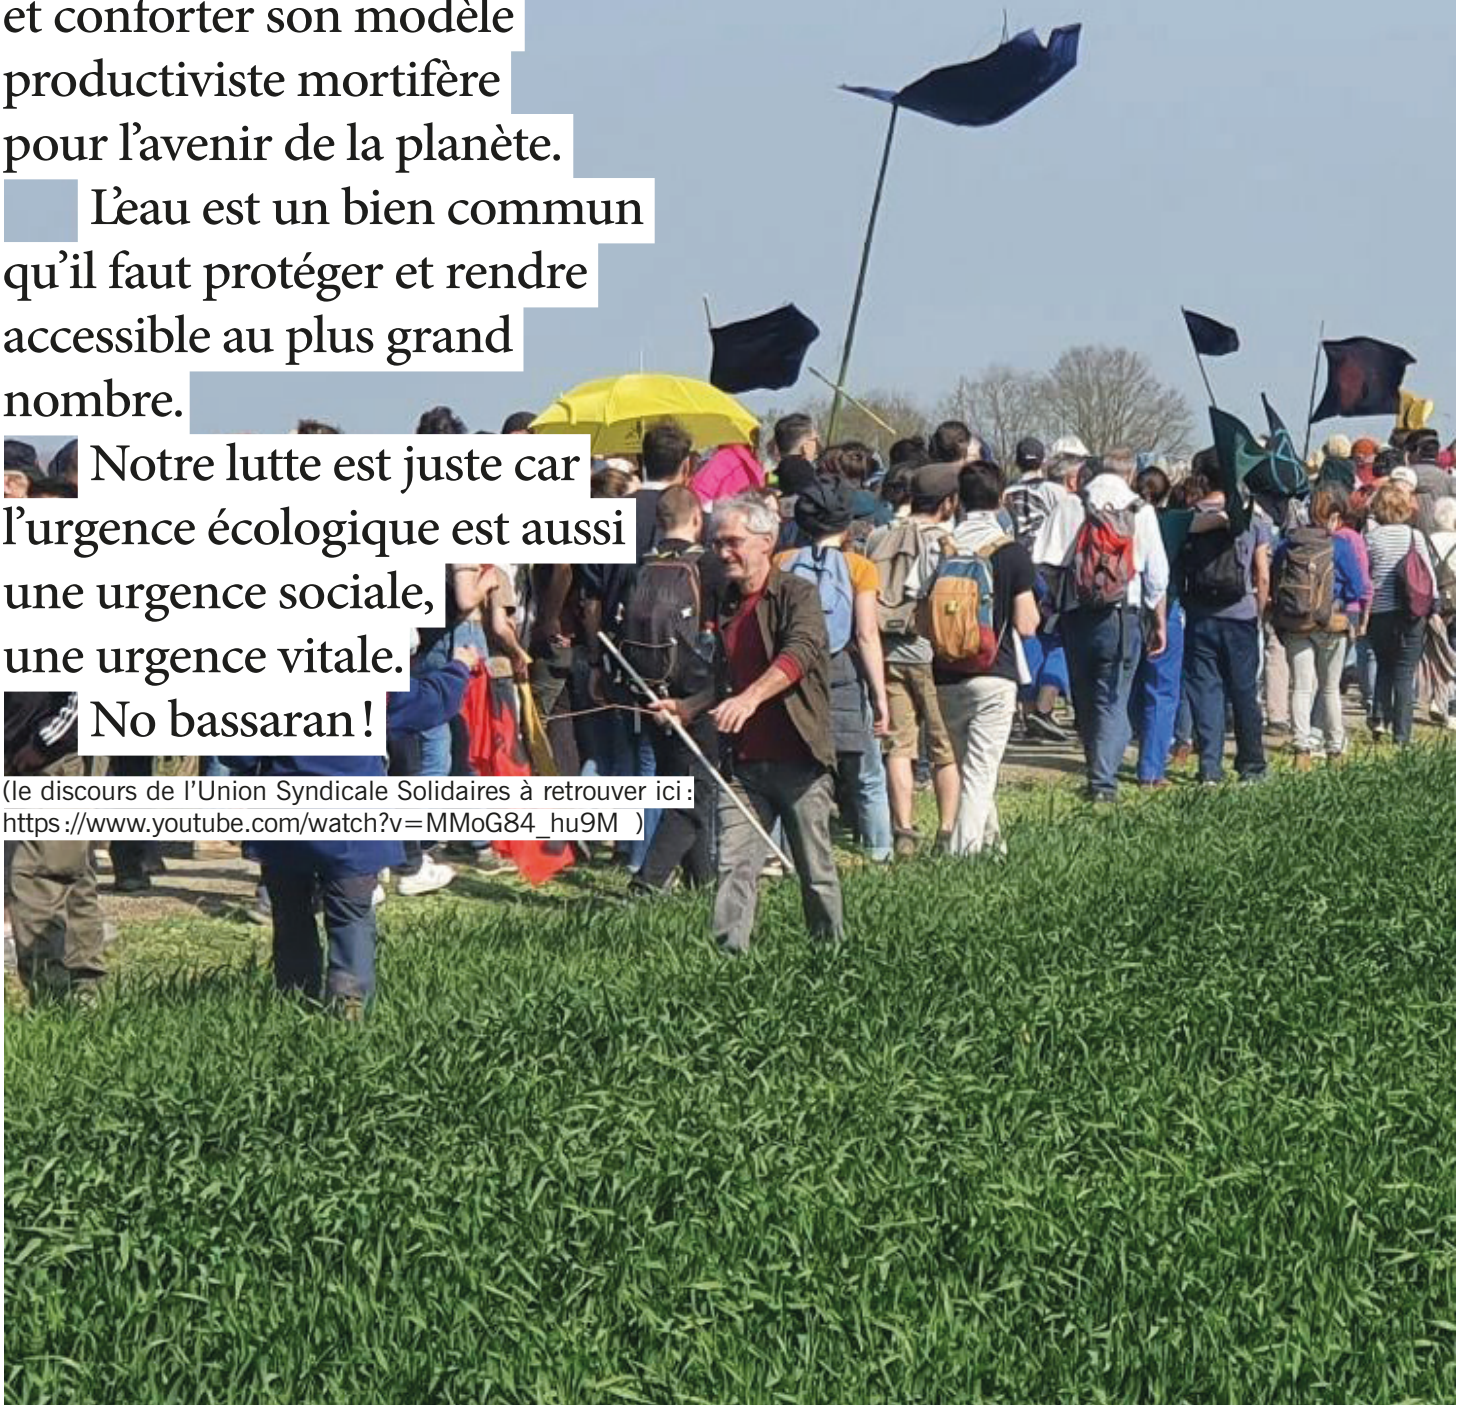 et conforter son modèle
productiviste mortifère
pour l’avenir de la planète.
L’eau est un bien commun
qu’il faut protéger et rendre
accessible au plus grand
nombre.
Notre lutte est juste car
l’urgence écologique est aussi
une urgence sociale,
une urgence vitale.
No bassaran !
(le discours de l’Union Syndicale Solidaires à retrouver ici :
https ://www.youtube.com/watch?v=MMoG84_hu9M )